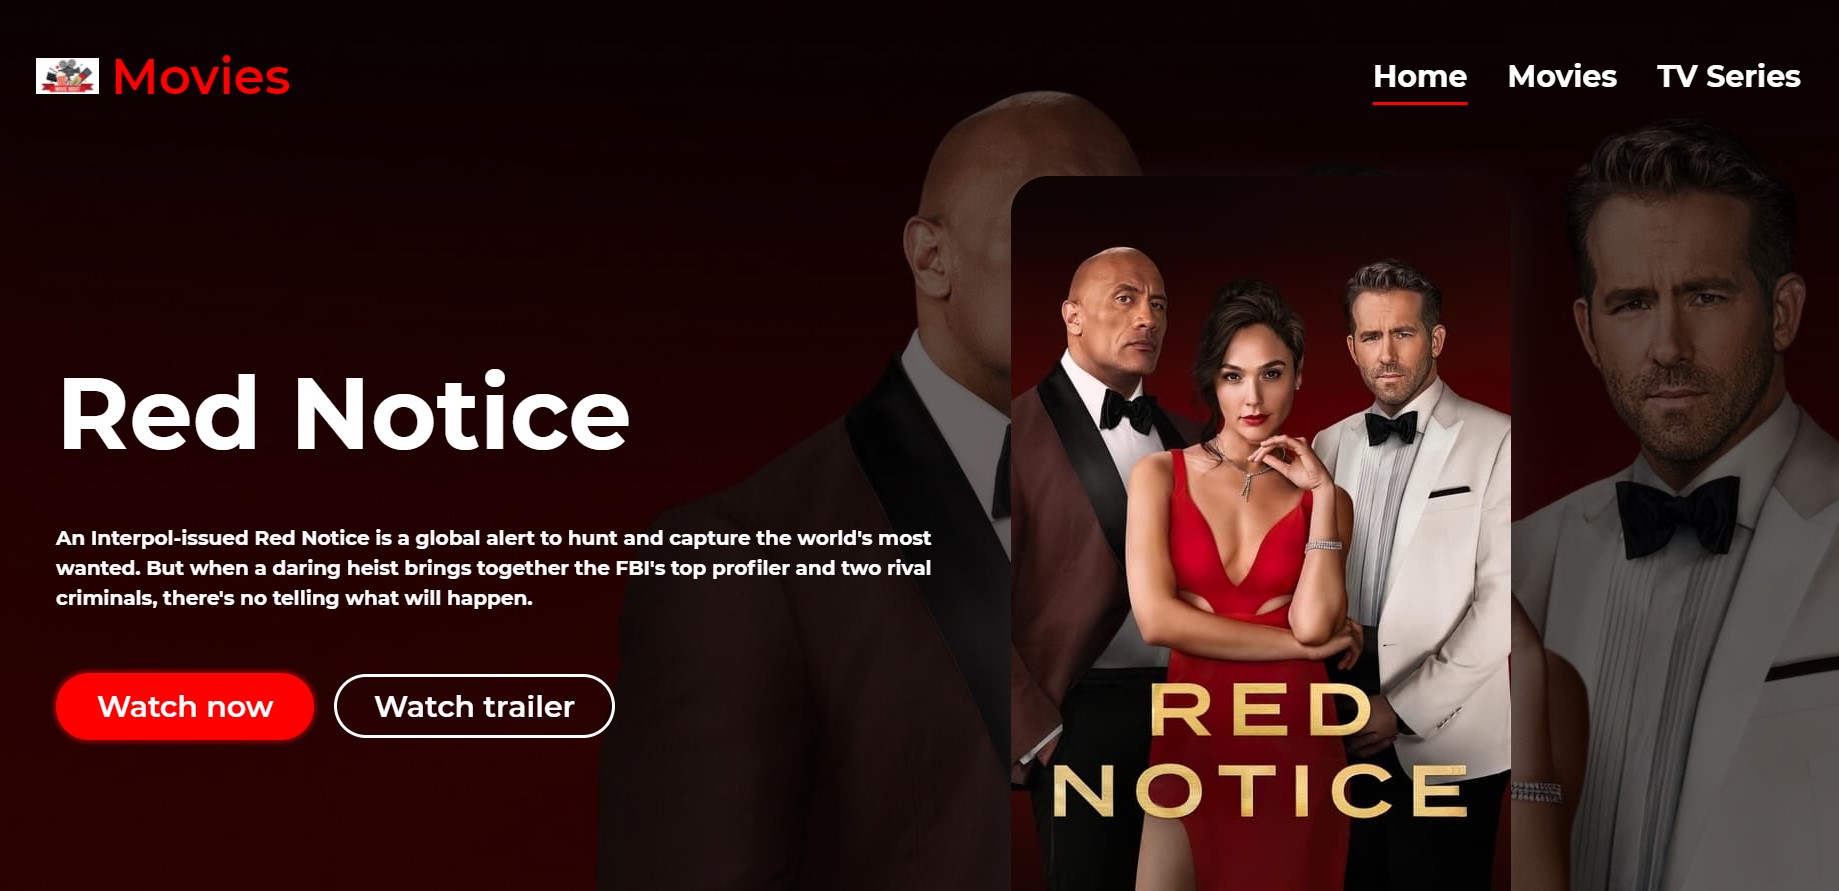 MOVIE NIGHT
Movies
Home
Movies
TV Series
Red Notice
An Interpol-issued Red Notice is a global alert to hunt and capture the world's most
wanted. But when a daring heist brings together the FBI's top profiler and two rival
criminals, there's no telling what will happen.
Watch now
Watch trailer
RED
NOTICE